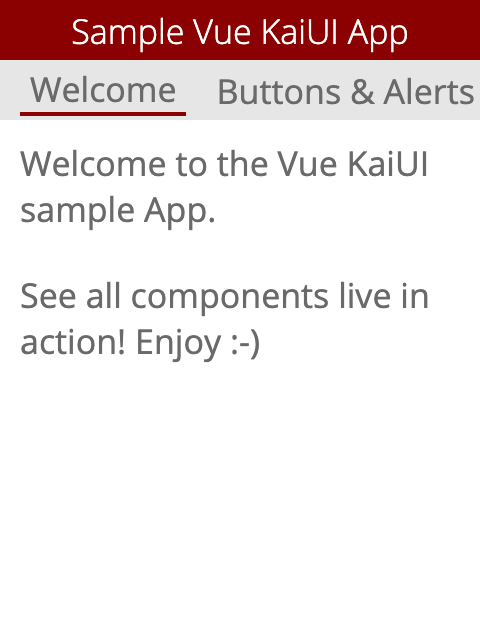 Sample Vue KaiUI App
Welcome Buttons & Alerts
Welcome to the Vue KaiUI
sample App.
See all components live in
action! Enjoy :-)